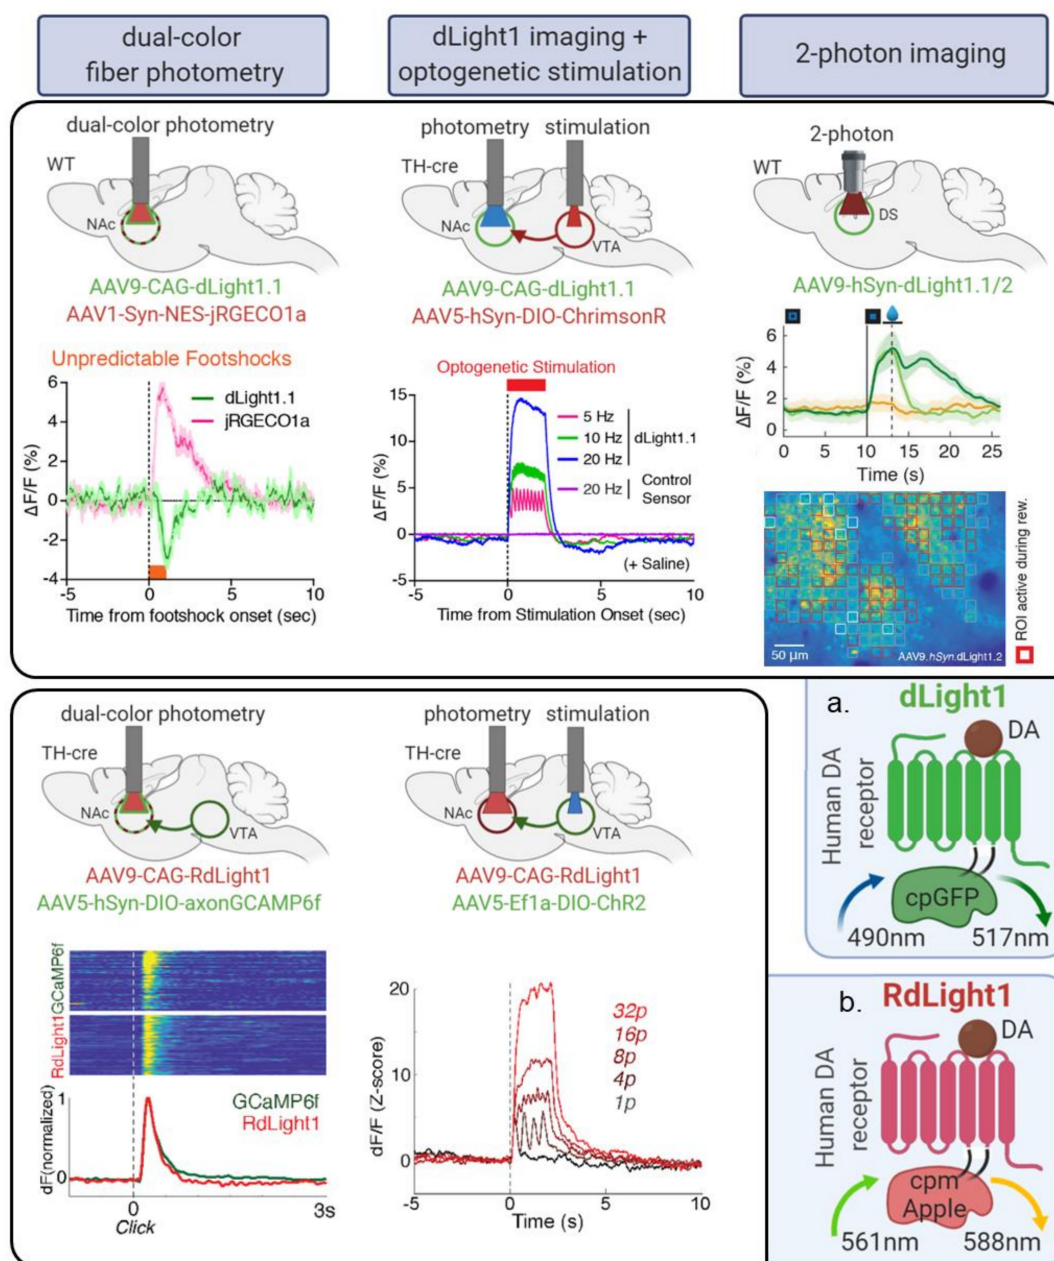 dual-color
fiber photometry
dLight1 imaging +
optogenetic stimulation
2-photon imaging
dual-color photometry
WT
NAc
AAV9-CAG-dLight1.1
AAV1-Syn-NES-jRGECO1a
Unpredictable Footshocks
6
4
2
0
-2
-4
dLight1.1
jRGECO1a
ΔF/F (%)
-5
0
5
10
Time from footshock onset (sec)
photometry stimulation
TH-cre
NAc
VTA
AAV9-CAG-dLight1.1
AAV5-hSyn-DIO-ChrimsonR
Optogenetic Stimulation
15
10
5
0
-5
5 Hz
10 Hz
20 Hz
dLight1.1
20 Hz
Control
Sensor
(+ Saline)
ΔF/F (%)
-5
0
5
10
Time from Stimulation Onset (sec)
2-photon
WT
DS
AAV9-hSyn-dLight1.1/2
6
4
2
0
ΔF/F (%)
0 5 10 15 20 25
Time (s)
50 µm
AAV9.hSyn.dLight1.2
ROI active during rew.
dual-color photometry
TH-cre
NAc
VTA
AAV9-CAG-RdLight1
AAV5-hSyn-DIO-axonGCAMP6f
GCaMP6f
RdLight1
1
0
dF(normalized)
GCaMP6f
RdLight1
0
3s
Click
photometry stimulation
TH-cre
NAc
VTA
AAV9-CAG-RdLight1
AAV5-Ef1a-DIO-ChR2
20
10
0
dF/F (Z-score)
32p
16p
8p
4p
1p
-5
0
5
10
Time (s)
a.
dLight1
DA
Human DA
receptor
cpGFP
490nm
517nm
b.
RdLight1
DA
Human DA
receptor
cpm
Apple
561nm
588nm